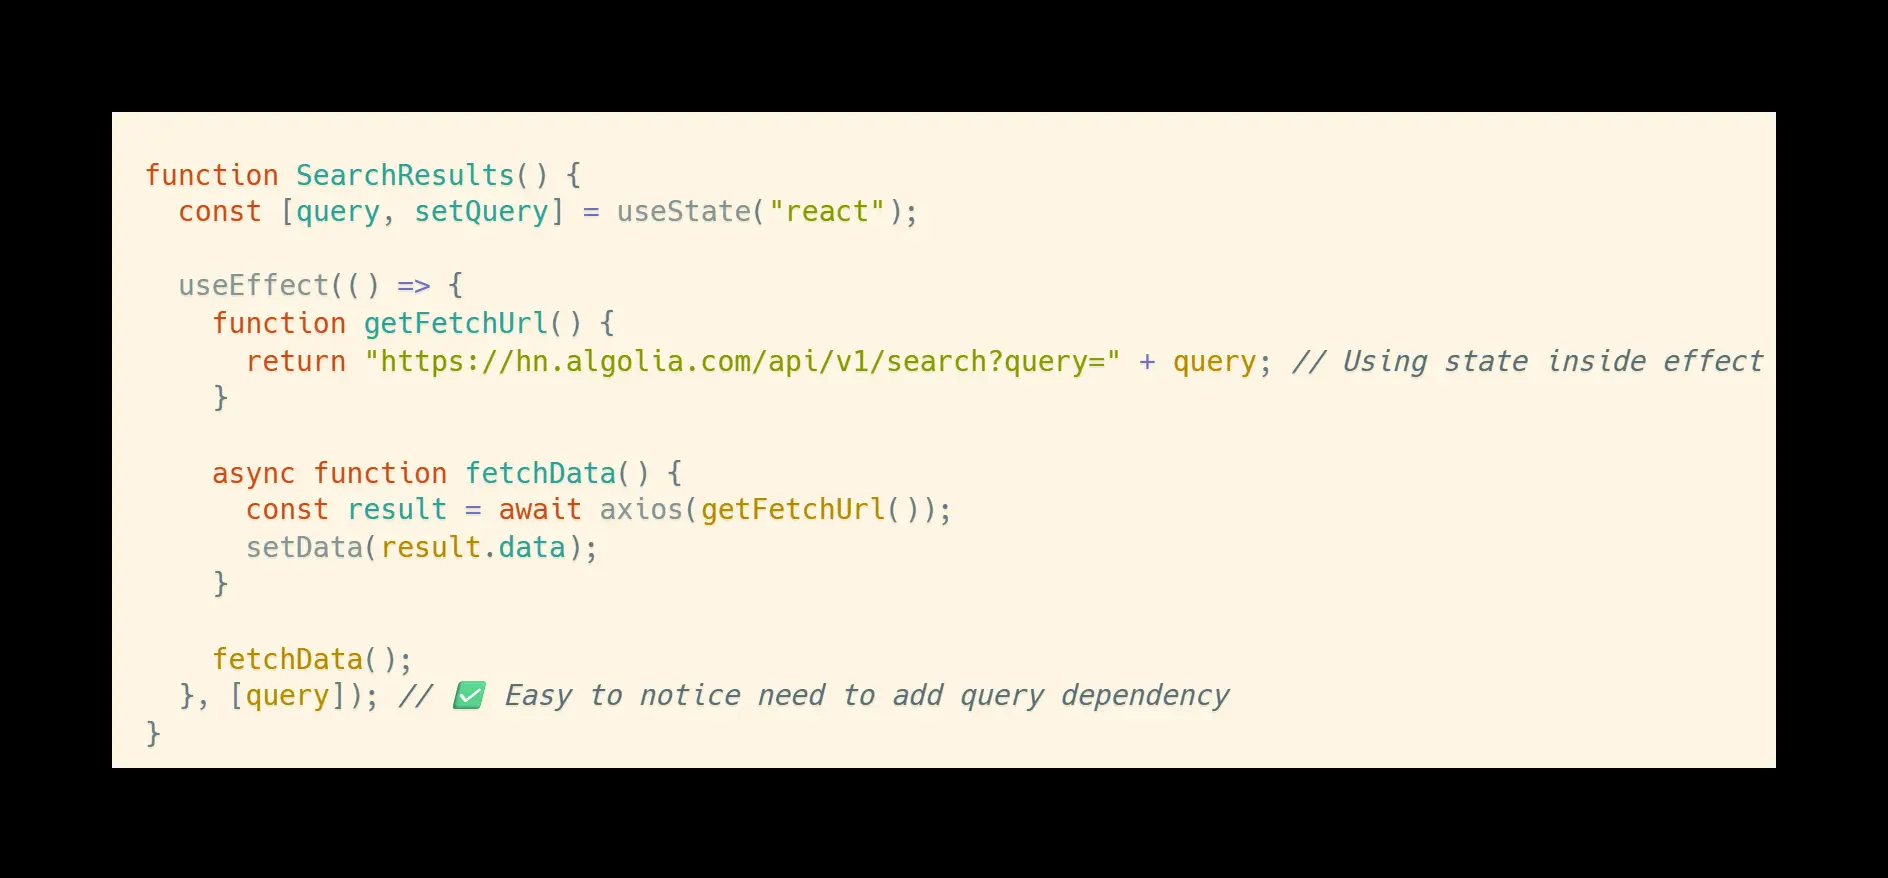 function SearchResults() {
const [query, setQuery] = useState("react");
useEffect(() => {
function getFetchUrl() {
return "https://hn.algolia.com/api/v1/search?query=" + query; // Using state inside effect
}
async function fetchData() {
const result = await axios(getFetchUrl());
setData(result.data);
}
fetchData();
}, [query]); // ✅ Easy to notice need to add query dependency
}